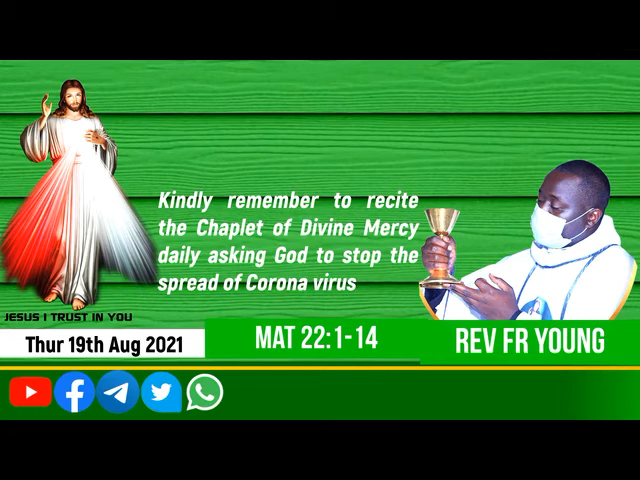 Kindly remember to recite
the Chaplet of Divine Mercy
daily asking God to stop the
spread of Corona virus
JESUS I TRUST IN YOU
Thur 19th Aug 2021
MAT 22:1-14
REV FR YOUNG